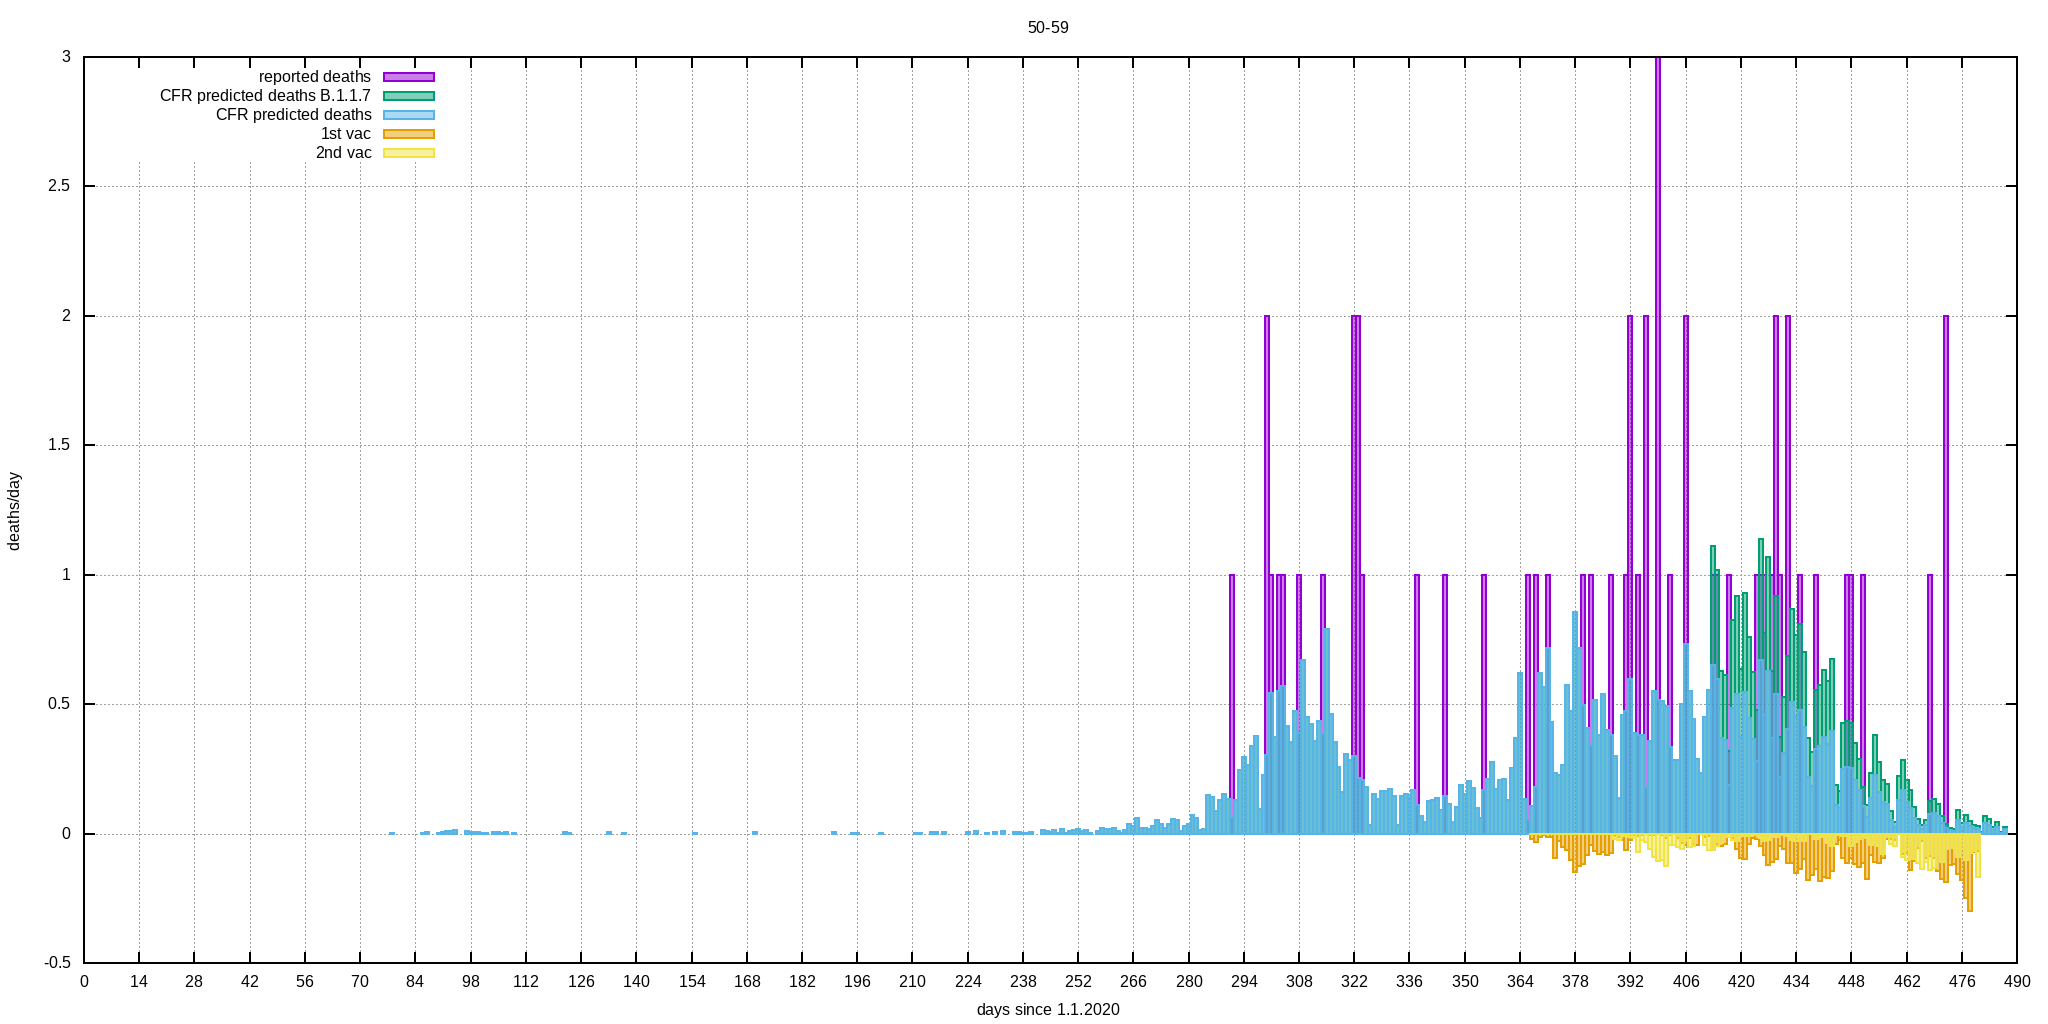 50-59
3
2.5
2
1.5
1
0.5
0
-0.5
deaths/day
reported deaths
CFR predicted deaths B.1.1.7
CFR predicted deaths
1st vac
2nd vac
0 14 28 42 56 70 84 98 112 126 140 154 168 182 196 210 224 238 252 266 280 294 308 322 336 350 364 378 392 406 420 434 448 462 476 490
days since 1.1.2020